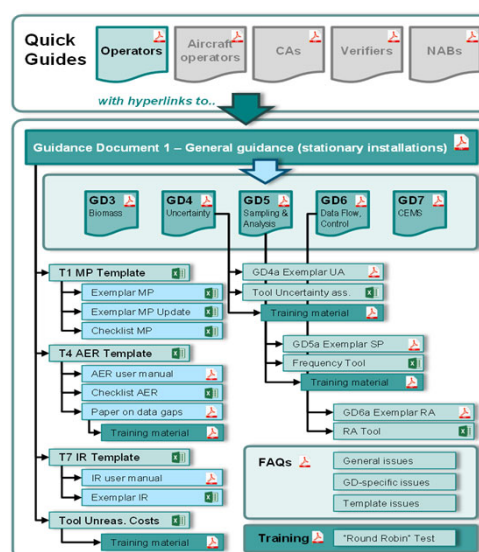 Quick
Guides
Operators
Aircraft
operators
CAs
Verifiers
NABs
with hyperlinks to..
Guidance Document 1 – General guidance (stationary installations)
GD3
Biomass
GD4
Uncertainty
GD5
Sampling &
Analysis
GD6
Data Flow,
Control
GD7
CEMS
T1 MP Template
Exemplar MP
Exemplar MP Update
Checklist MP
T4 AER Template
AER user manual
Checklist AER
Paper on data gaps
Training material
T7 IR Template
IR user manual
Exemplar IR
Tool Unreas. Costs
Training material
GD4a Exemplar UA
Tool Uncertainty ass.
Training material
GD5a Exemplar SP
Frequency Tool
Training material
GD6a Exemplar RA
RA Tool
FAQs
General issues
GD-specific issues
Template issues
Training
"Round Robin" Test